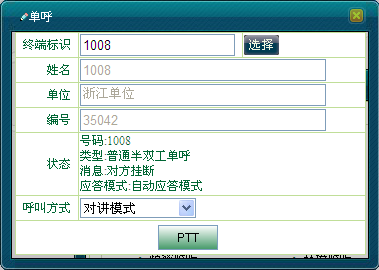 单呼
终端标识 1008 选择
姓名 1008
单位 浙江单位
编号 35042
状态
号码:1008
类型:普通半双工单呼
消息:对方挂断
应答模式:自动应答模式
呼叫方式 对讲模式
PTT